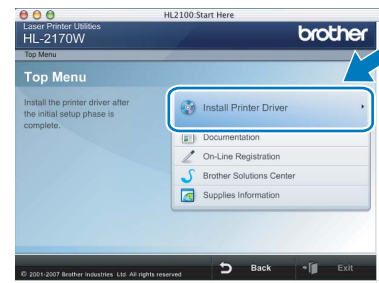 HL2100:Start Here
Laser Printer Utilities
HL-2170W
brother
Top Menu
Top Menu
Install the printer driver after
the initial setup phase is
complete.
Install Printer Driver
Documentation
On-Line Registration
Brother Solutions Center
Supplies Information
© 2001-2007 Brother Industries Ltd. All rights reserved
Back
Exit